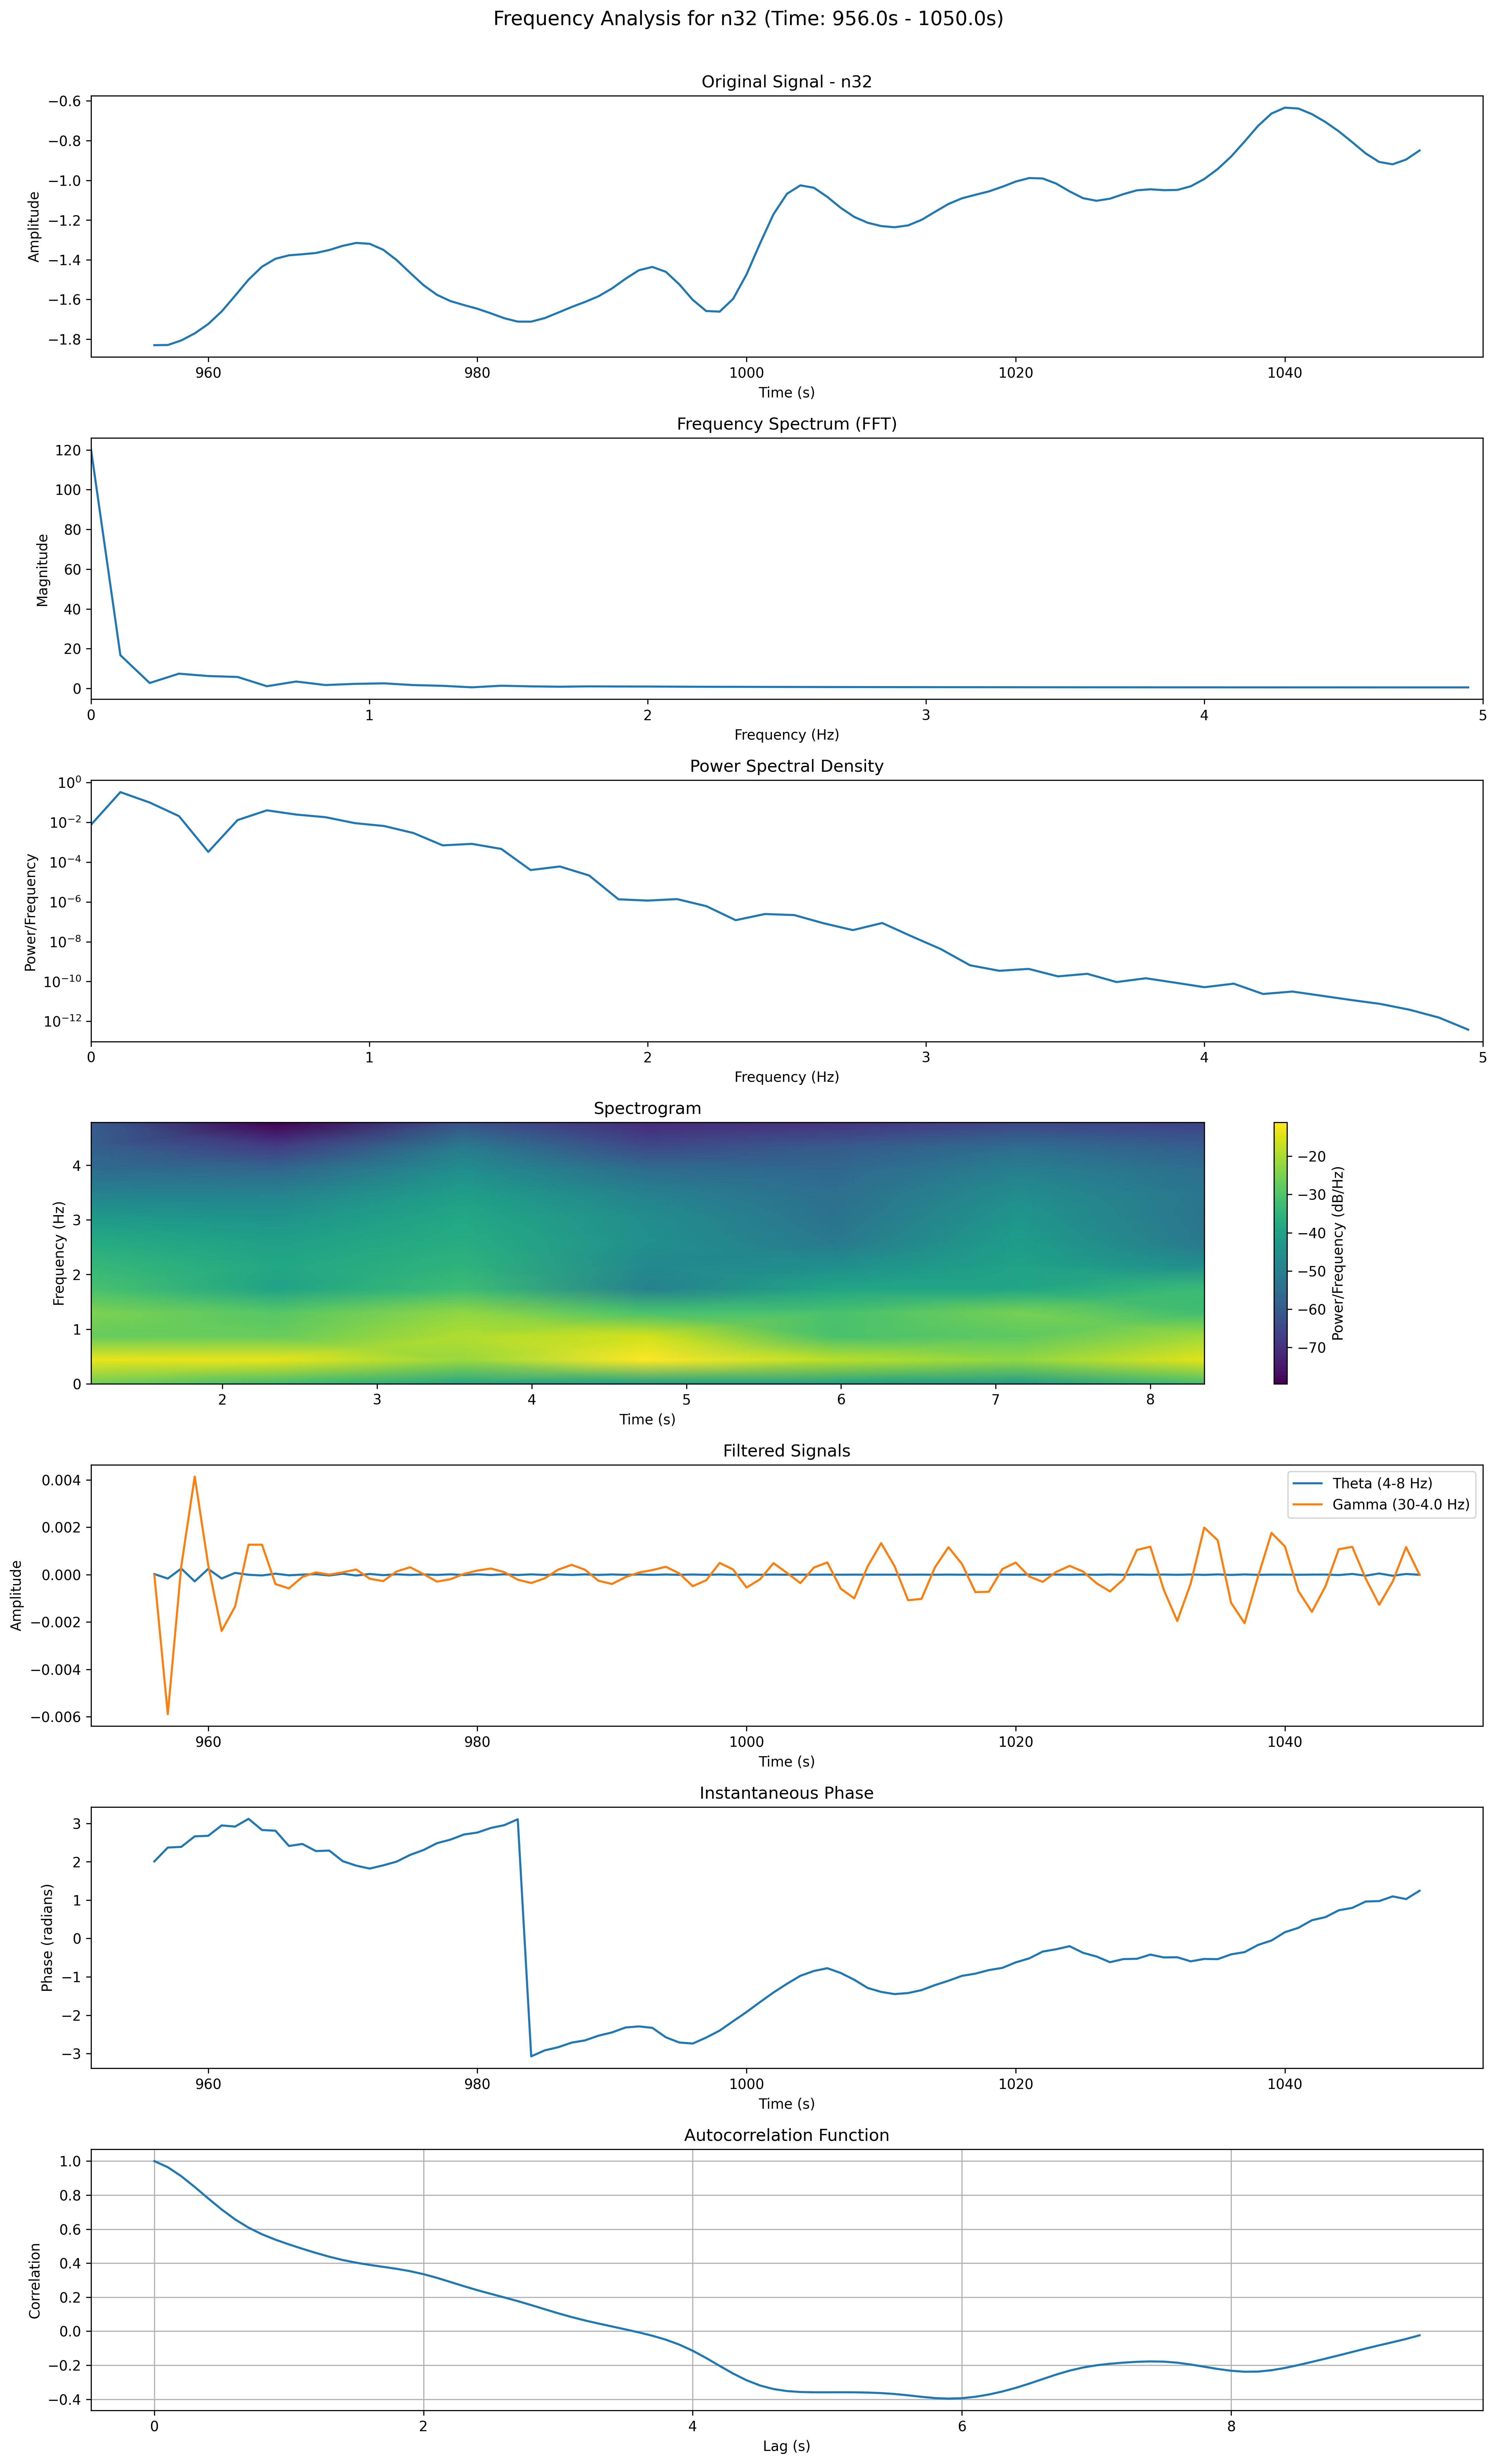 Frequency Analysis for n32 (Time: 956.0s - 1050.0s)
Original Signal - n32
Amplitude
−0.6
−0.8
−1.0
−1.2
−1.4
−1.6
−1.8
960 980 1000 1020 1040
Time (s)
Frequency Spectrum (FFT)
Magnitude
120
100
80
60
40
20
0
0 1 2 3 4 5
Frequency (Hz)
Power Spectral Density
Power/Frequency
10⁰
10⁻²
10⁻⁴
10⁻⁶
10⁻⁸
10⁻¹⁰
10⁻¹²
0 1 2 3 4 5
Frequency (Hz)
Spectrogram
Frequency (Hz)
4
3
2
1
0
2 3 4 5 6 7 8
Time (s)
−20
−30
−40
−50
−60
−70
Power/Frequency (dB/Hz)
Filtered Signals
Amplitude
0.004
0.002
0.000
−0.002
−0.004
−0.006
Theta (4-8 Hz)
Gamma (30-4.0 Hz)
960 980 1000 1020 1040
Time (s)
Instantaneous Phase
Phase (radians)
3
2
1
0
−1
−2
−3
960 980 1000 1020 1040
Time (s)
Autocorrelation Function
Correlation
1.0
0.8
0.6
0.4
0.2
0.0
−0.2
−0.4
0 2 4 6 8
Lag (s)